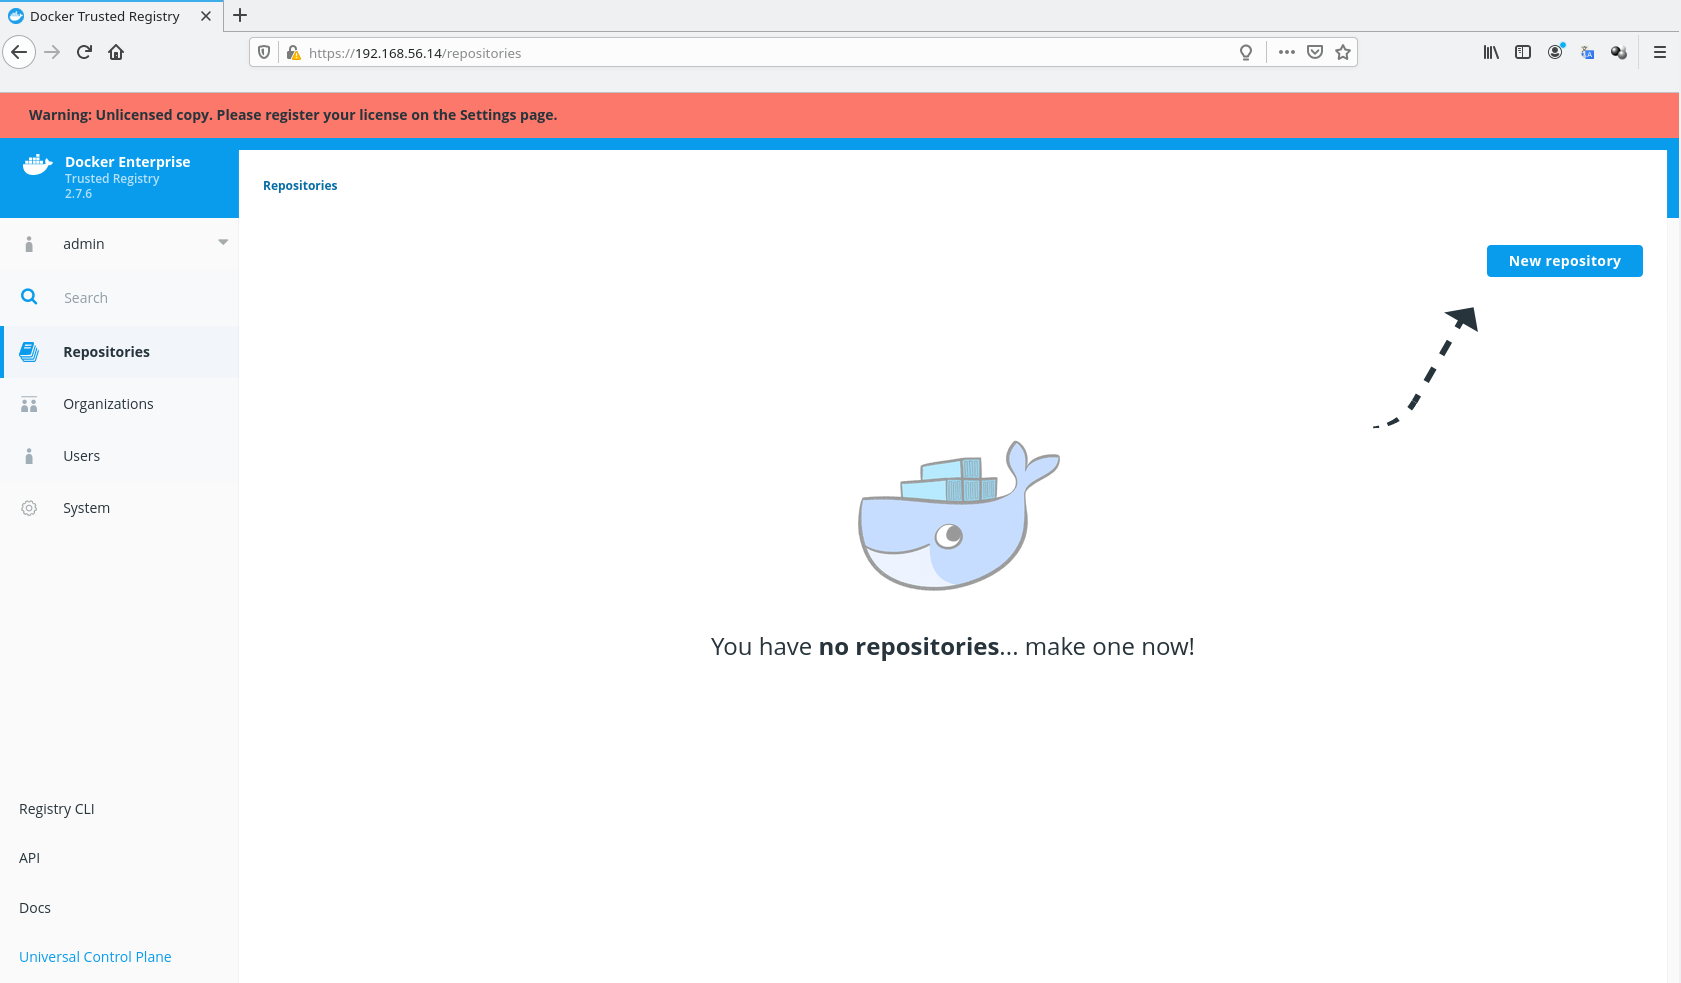 Docker Trusted Registry
https://192.168.56.14/repositories
Warning: Unlicensed copy. Please register your license on the Settings page.
Docker Enterprise
Trusted Registry
2.7.6
admin
Search
Repositories
Organizations
Users
System
Registry CLI
API
Docs
Universal Control Plane
Repositories
New repository
You have no repositories... make one now!